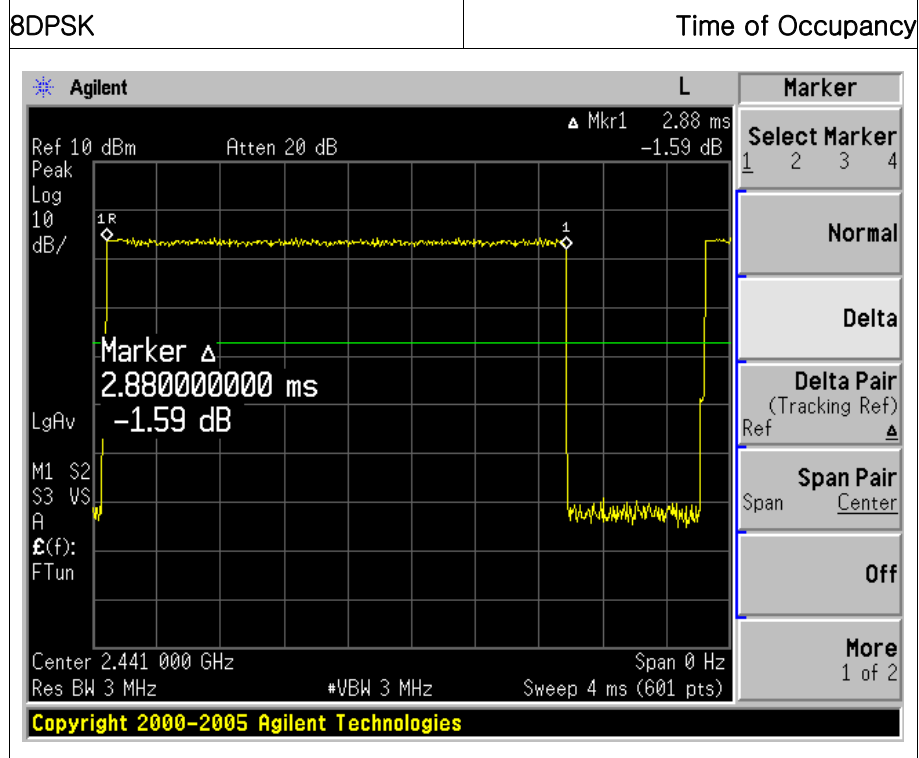 8DPSK
Time of Occupancy
Agilent
L
Marker
Δ Mkr1 2.88 ms
Ref 10 dBm
Atten 20 dB
-1.59 dB
Peak
Log
10
dB/
1R
1
Marker Δ
2.880000000 ms
-1.59 dB
LgAv
M1 S2
S3 VS
A
£(f):
FTun
Center 2.441 000 GHz
Span 0 Hz
Res BW 3 MHz
#VBW 3 MHz
Sweep 4 ms (601 pts)
Copyright 2000-2005 Agilent Technologies
Select Marker
1 2 3 4
Normal
Delta
Delta Pair
(Tracking Ref)
Ref Δ
Span Pair
Span Center
Off
More
1 of 2